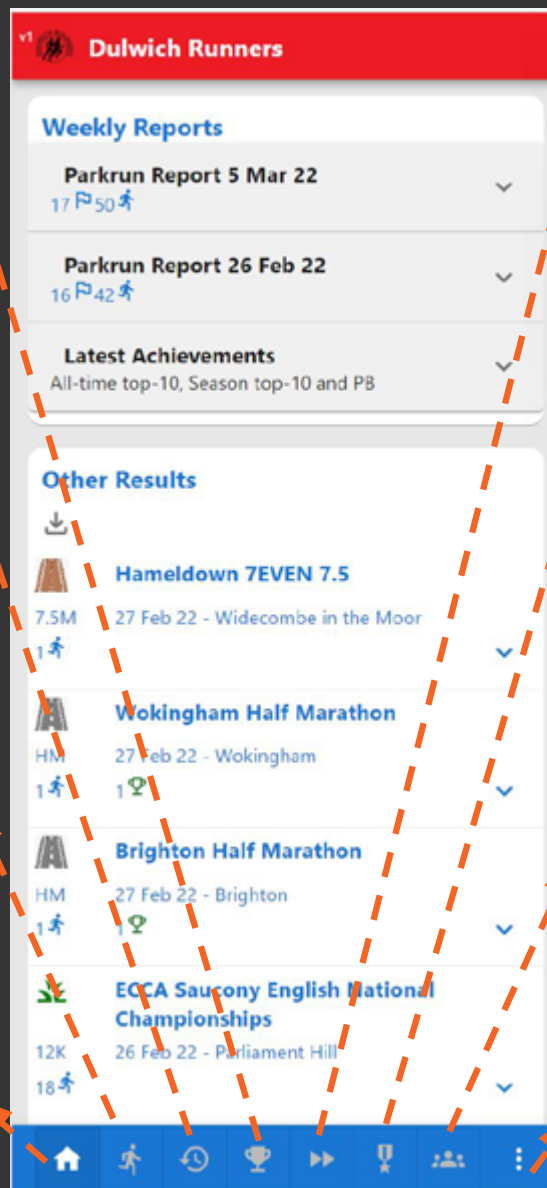 v1 Dulwich Runners
Weekly Reports
Parkrun Report 5 Mar 22
17 50
Parkrun Report 26 Feb 22
16 42
Latest Achievements
All-time top-10, Season top-10 and PB
Other Results
Hameldown 7EVEN 7.5
7.5M 27 Feb 22 - Widecombe in the Moor
1
Wokingham Half Marathon
HM 27 Feb 22 - Wokingham
1 1
Brighton Half Marathon
HM 27 Feb 22 - Brighton
1 1
ECCA Saucony English National
Championships
12K 26 Feb 22 - Parliament Hill
18